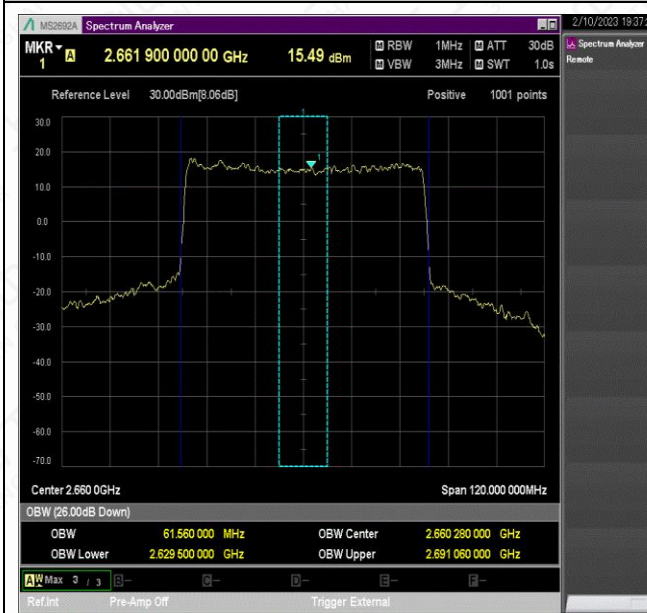 MS2692A Spectrum Analyzer
2/10/2023 19:37:
MKR 1 A 2.661 900 000 00 GHz 15.49 dBm
RBW 1MHz ATT 30dB
VBW 3MHz SWT 1.0s
Spectrum Analyzer
Remote
Reference Level 30.00dBm[8.06dB] Positive 1001 points
30.0
20.0
10.0
0.0
-10.0
-20.0
-30.0
-40.0
-50.0
-60.0
-70.0
1
Center 2.660 0GHz Span 120.000 000MHz
OBW (26.00dB Down)
OBW 61.560 000 MHz OBW Center 2.660 280 000 GHz
OBW Lower 2.629 500 000 GHz OBW Upper 2.691 060 000 GHz
A W Max 3 / 3 B- C- D- E- F-
Ref.Int Pre-Amp Off Trigger External